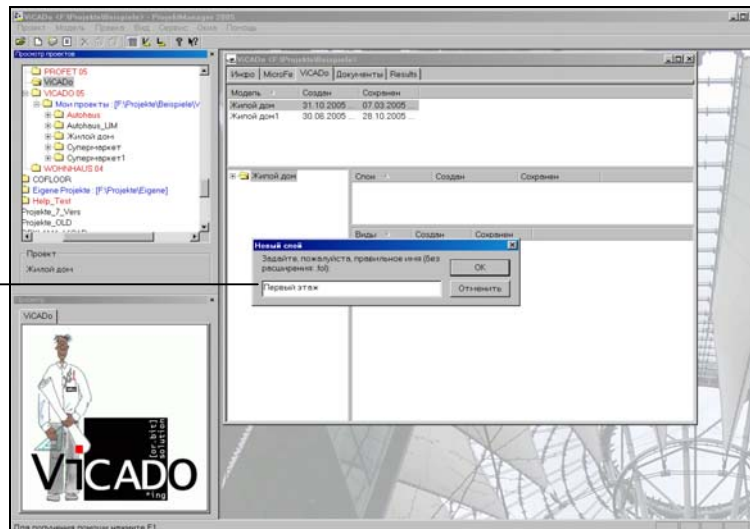 ViCADo <F:\Projekte\Beispiele> - ProjektManager 2005
Проект Модель Правка Вид Сервис Окна Помощь
Просмотр проектов
PROFET 05
ViCADo
VICADO 05
Мои проекты : [F:\Projekte\Beispiele\V
Autohaus
Autohaus_LIM
Жилой дом
Супермаркет
Супермаркет1
WOHNHAUS 04
COFLOOR
Eigene Projekte : [F:\Projekte\Eigene]
Help_Test
Projekte_7_Vers
Projekte_OLD
Проект
Жилой дом
ViCADo
[or.bit]
solution
ViCADO
*ing
ViCADo <F:\Projekte\Beispiele>
Инфо MicroFe ViCADo Документы Results
Модель Создан Сохранен
Жилой дом 31.10.2005 ... 07.03.2005 ...
Жилой дом1 30.08.2005 ... 28.10.2005 ...
Жилой дом
Слои Создан Сохранен
Виды Создан Сохранен
Новый слой
Задайте, пожалуйста, правильное имя (без
расширения: .fol):
Первый этаж
OK
Отменить
Для получения помощи нажмите F1